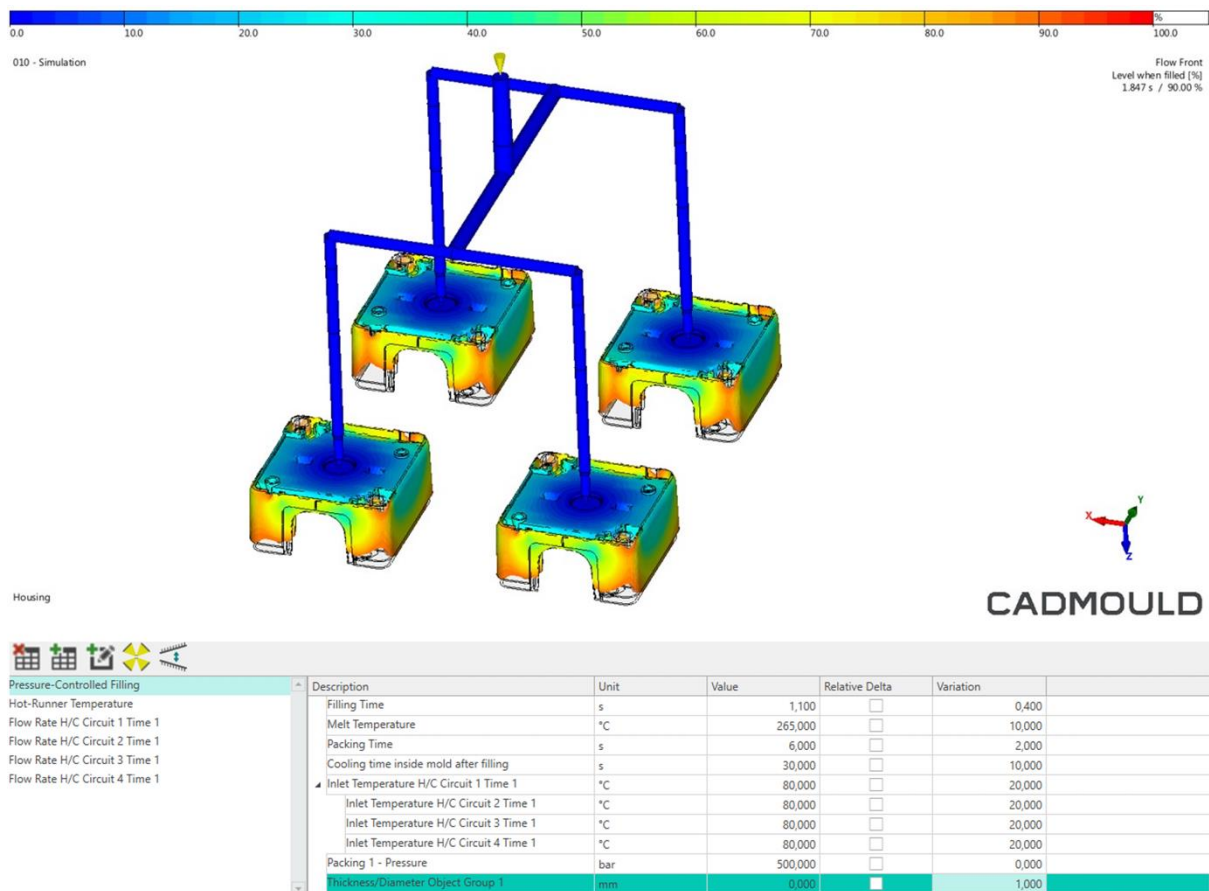 %
0.0 10.0 20.0 30.0 40.0 50.0 60.0 70.0 80.0 90.0 100.0
010 - Simulation
Flow Front
Level when filled [%]
1.847 s / 90.00 %
Y
X
Z
Housing
CADMOULD
Pressure-Controlled Filling
Hot-Runner Temperature
Flow Rate H/C Circuit 1 Time 1
Flow Rate H/C Circuit 2 Time 1
Flow Rate H/C Circuit 3 Time 1
Flow Rate H/C Circuit 4 Time 1
Description Unit Value Relative Delta Variation
Filling Time s 1,100 0,400
Melt Temperature °C 265,000 10,000
Packing Time s 6,000 2,000
Cooling time inside mold after filling s 30,000 10,000
Inlet Temperature H/C Circuit 1 Time 1 °C 80,000 20,000
Inlet Temperature H/C Circuit 2 Time 1 °C 80,000 20,000
Inlet Temperature H/C Circuit 3 Time 1 °C 80,000 20,000
Inlet Temperature H/C Circuit 4 Time 1 °C 80,000 20,000
Packing 1 - Pressure bar 500,000 0,000
Thickness/Diameter Object Group 1 mm 0,000 1,000